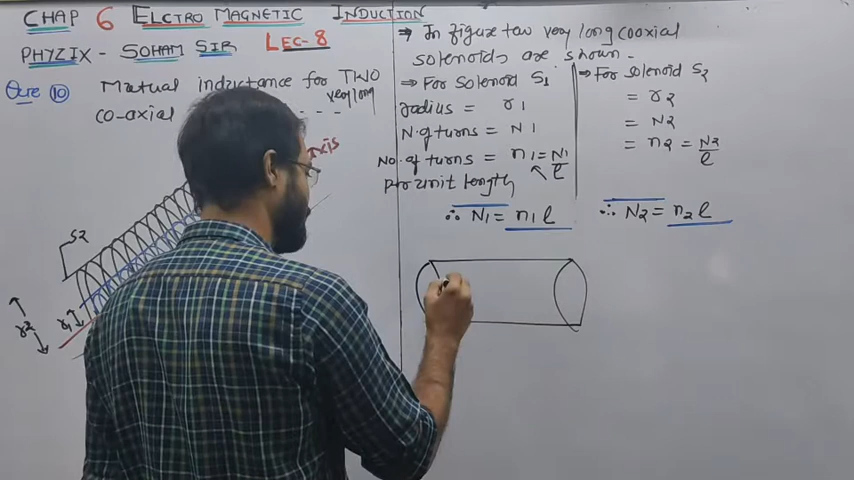 CHAP 6 ELCTRO MAGNETIC INDUCTION
PHYZIX - SOHAM SIR LEC-8
Que 10 Mutual inductance for TWO
very long
co-axial - - -
Axis
S2
r2
r1
⇒ In figure two very long coaxial
solenoids are shown.
⇒ For Solenoid S1
radius = r1
N.of turns = N1
No.of turns = n1 = N1/l
per unit length
∴ N1 = n1 l
⇒ For Solenoid S2
= r2
= N2
= n2 = N2/l
∴ N2 = n2 l